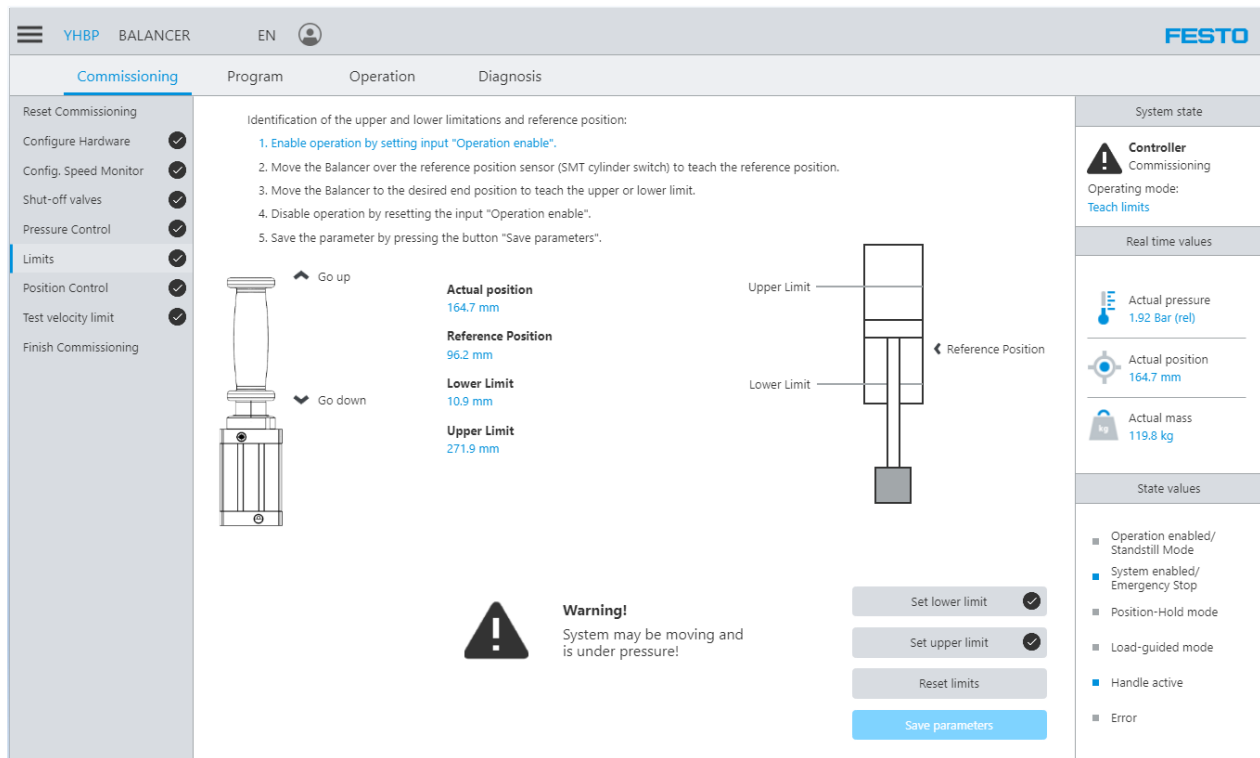 YHBP BALANCER EN FESTO
Commissioning Program Operation Diagnosis
Reset Commissioning
Configure Hardware
Config. Speed Monitor
Shut-off valves
Pressure Control
Limits
Position Control
Test velocity limit
Finish Commissioning
Identification of the upper and lower limitations and reference position:
1. Enable operation by setting input "Operation enable".
2. Move the Balancer over the reference position sensor (SMT cylinder switch) to teach the reference position.
3. Move the Balancer to the desired end position to teach the upper or lower limit.
4. Disable operation by resetting the input "Operation enable".
5. Save the parameter by pressing the button "Save parameters".
Go up
Go down
Actual position
164.7 mm
Reference Position
96.2 mm
Lower Limit
10.9 mm
Upper Limit
271.9 mm
Upper Limit
Reference Position
Lower Limit
Warning!
System may be moving and
is under pressure!
Set lower limit
Set upper limit
Reset limits
Save parameters
System state
Controller
Commissioning
Operating mode:
Teach limits
Real time values
Actual pressure
1.92 Bar (rel)
Actual position
164.7 mm
kg
Actual mass
119.8 kg
State values
Operation enabled/
Standstill Mode
System enabled/
Emergency Stop
Position-Hold mode
Load-guided mode
Handle active
Error